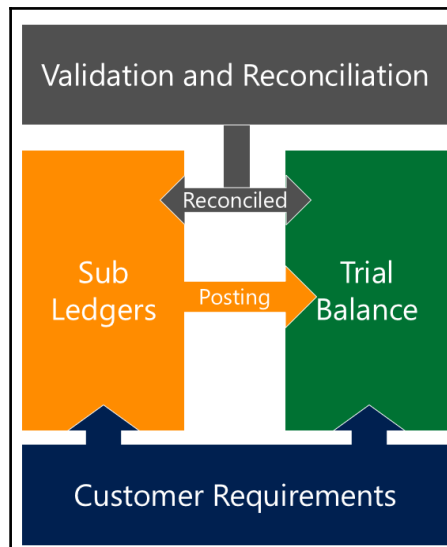 Validation and Reconciliation
Reconciled
Sub
Ledgers
Posting
Trial
Balance
Customer Requirements